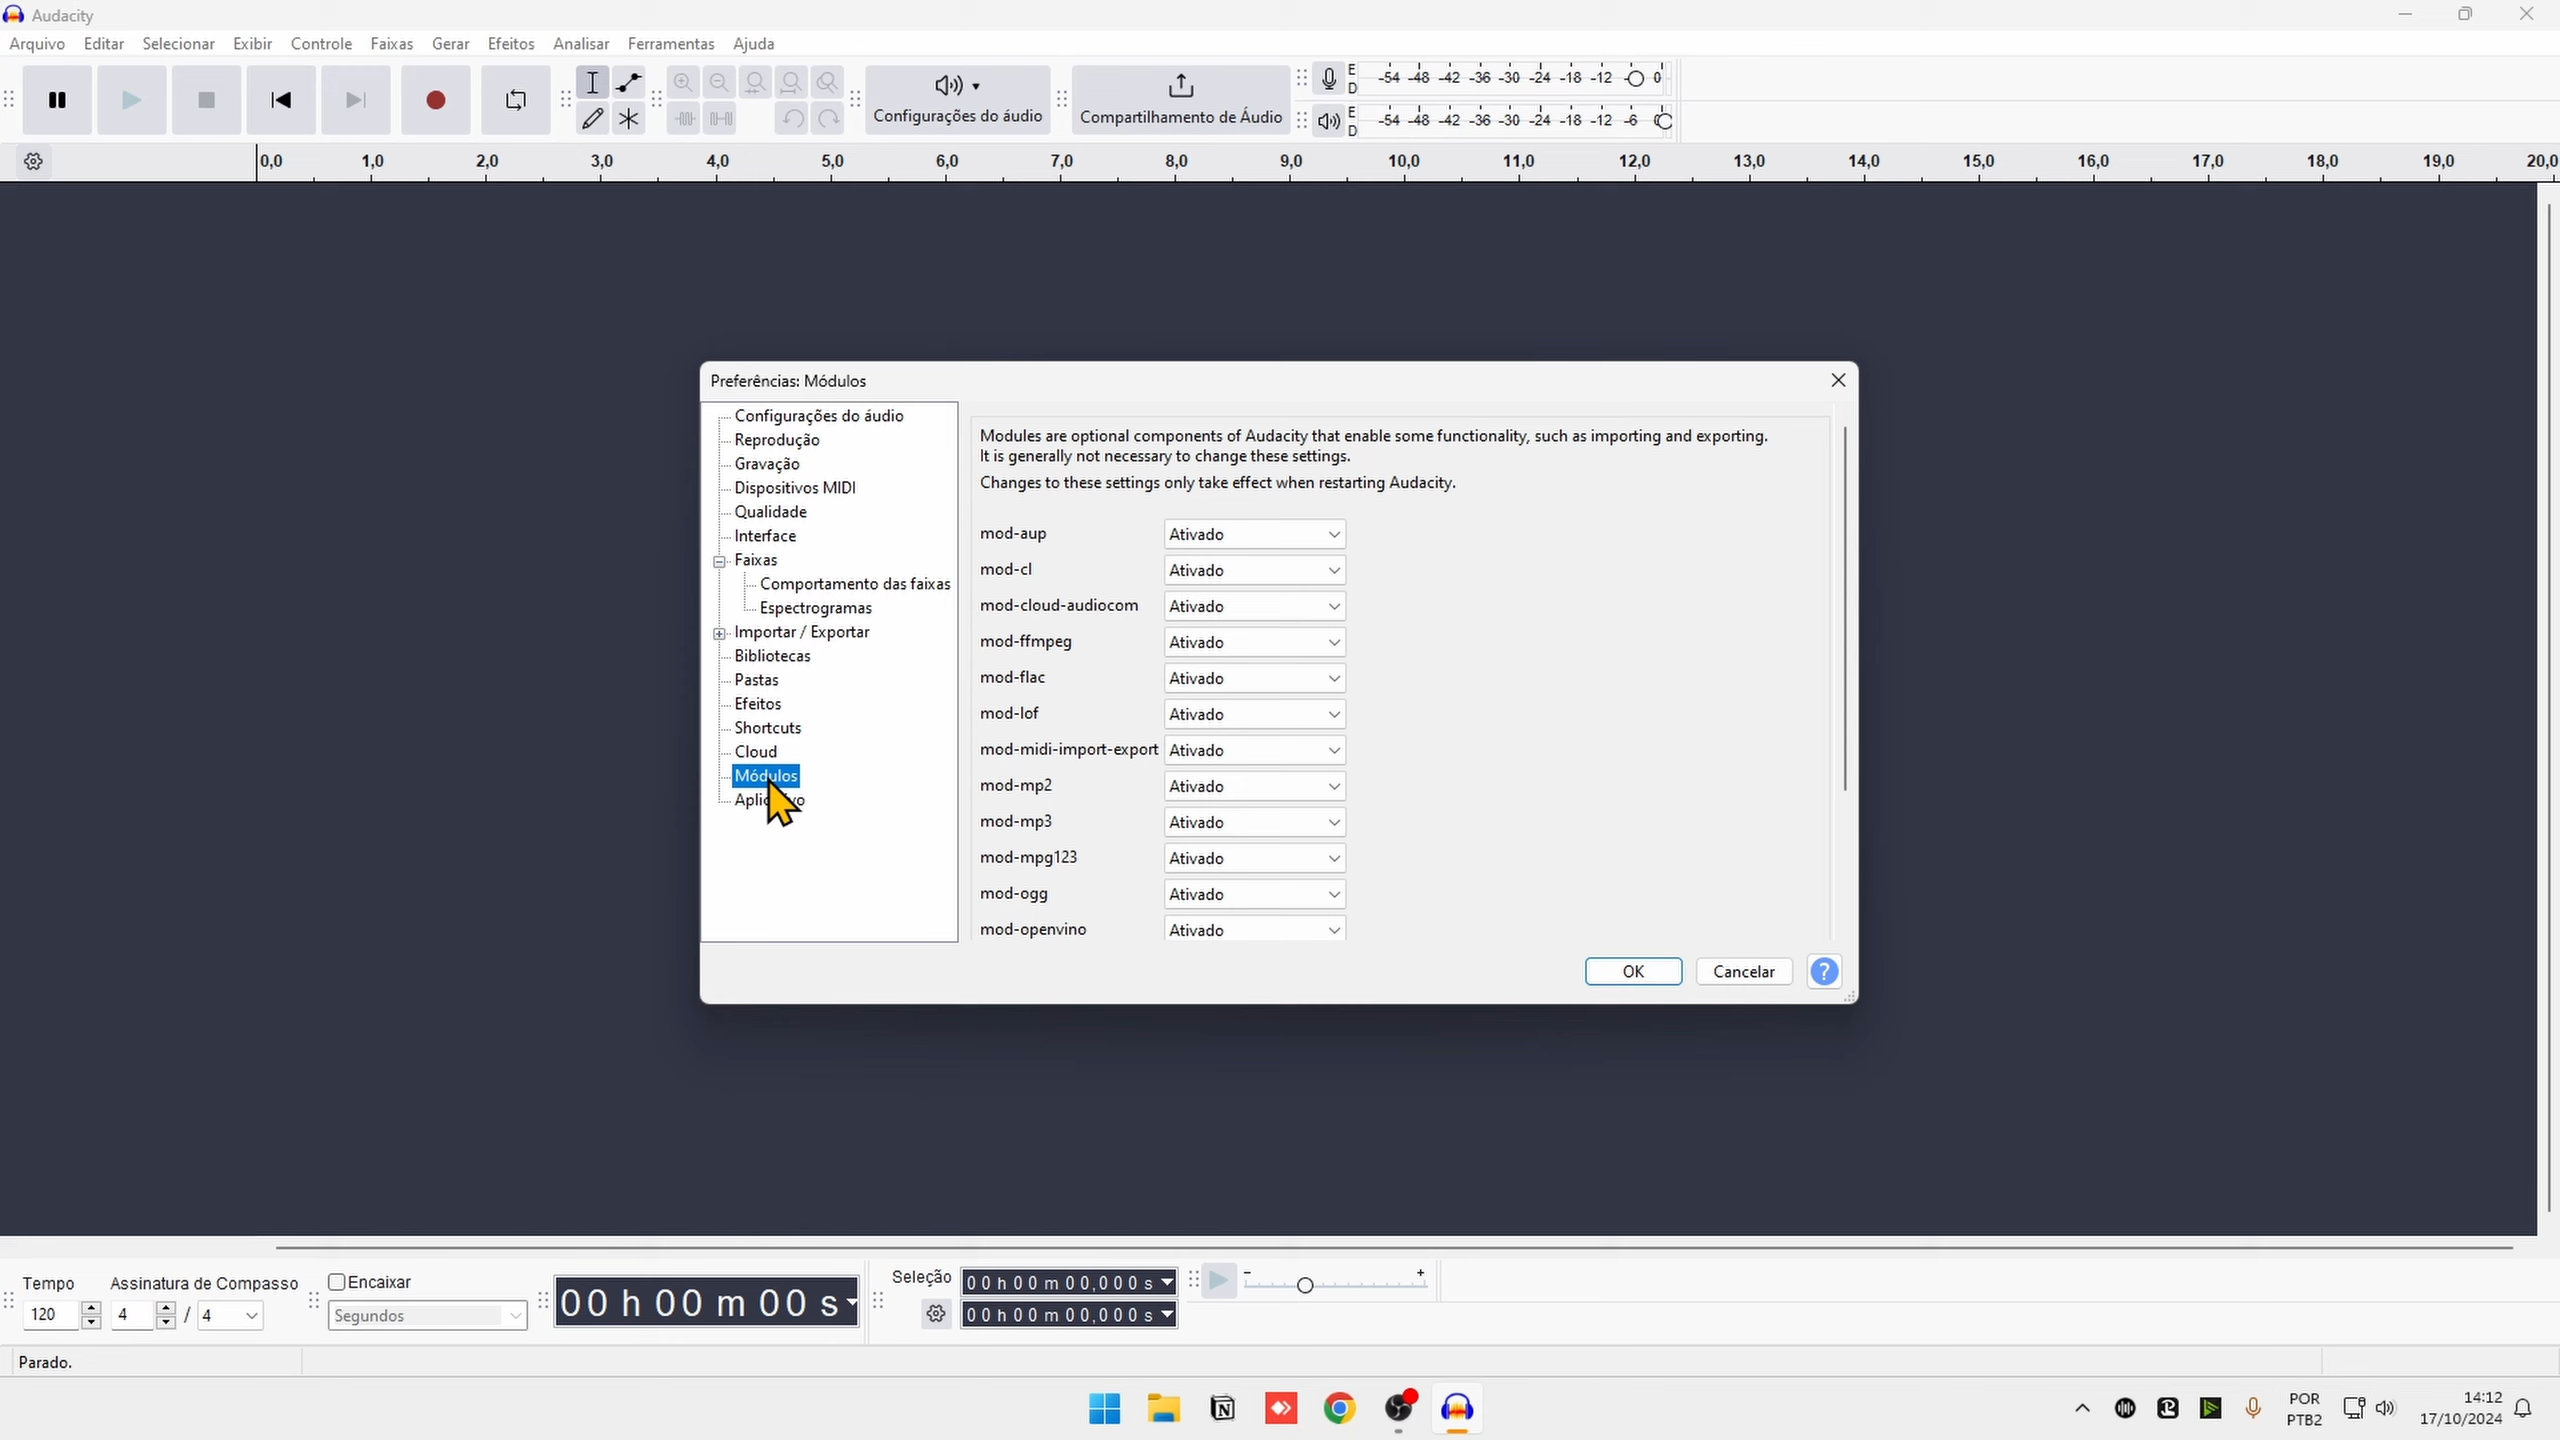 Audacity
Arquivo Editar Selecionar Exibir Controle Faixas Gerar Efeitos Analisar Ferramentas Ajuda
Configurações do áudio
Compartilhamento de Áudio
E
D
-54 -48 -42 -36 -30 -24 -18 -12 0
E
D
-54 -48 -42 -36 -30 -24 -18 -12 -6
0,0 1,0 2,0 3,0 4,0 5,0 6,0 7,0 8,0 9,0 10,0 11,0 12,0 13,0 14,0 15,0 16,0 17,0 18,0 19,0 20,0
Preferências: Módulos
Configurações do áudio
Reprodução
Gravação
Dispositivos MIDI
Qualidade
Interface
Faixas
Comportamento das faixas
Espectrogramas
Importar / Exportar
Bibliotecas
Pastas
Efeitos
Shortcuts
Cloud
Módulos
Modules are optional components of Audacity that enable some functionality, such as importing and exporting.
It is generally not necessary to change these settings.
Changes to these settings only take effect when restarting Audacity.
mod-aup Ativado
mod-cl Ativado
mod-cloud-audiocom Ativado
mod-ffmpeg Ativado
mod-flac Ativado
mod-lof Ativado
mod-midi-import-export Ativado
mod-mp2 Ativado
mod-mp3 Ativado
mod-mpg123 Ativado
mod-ogg Ativado
mod-openvino Ativado
OK Cancelar ?
Tempo
120
Assinatura de Compasso
4 / 4
Encaixar
Segundos
00 h 00 m 00 s
Seleção
00 h 00 m 00,000 s
00 h 00 m 00,000 s
- +
Parado.
POR
PTB2
14:12
17/10/2024